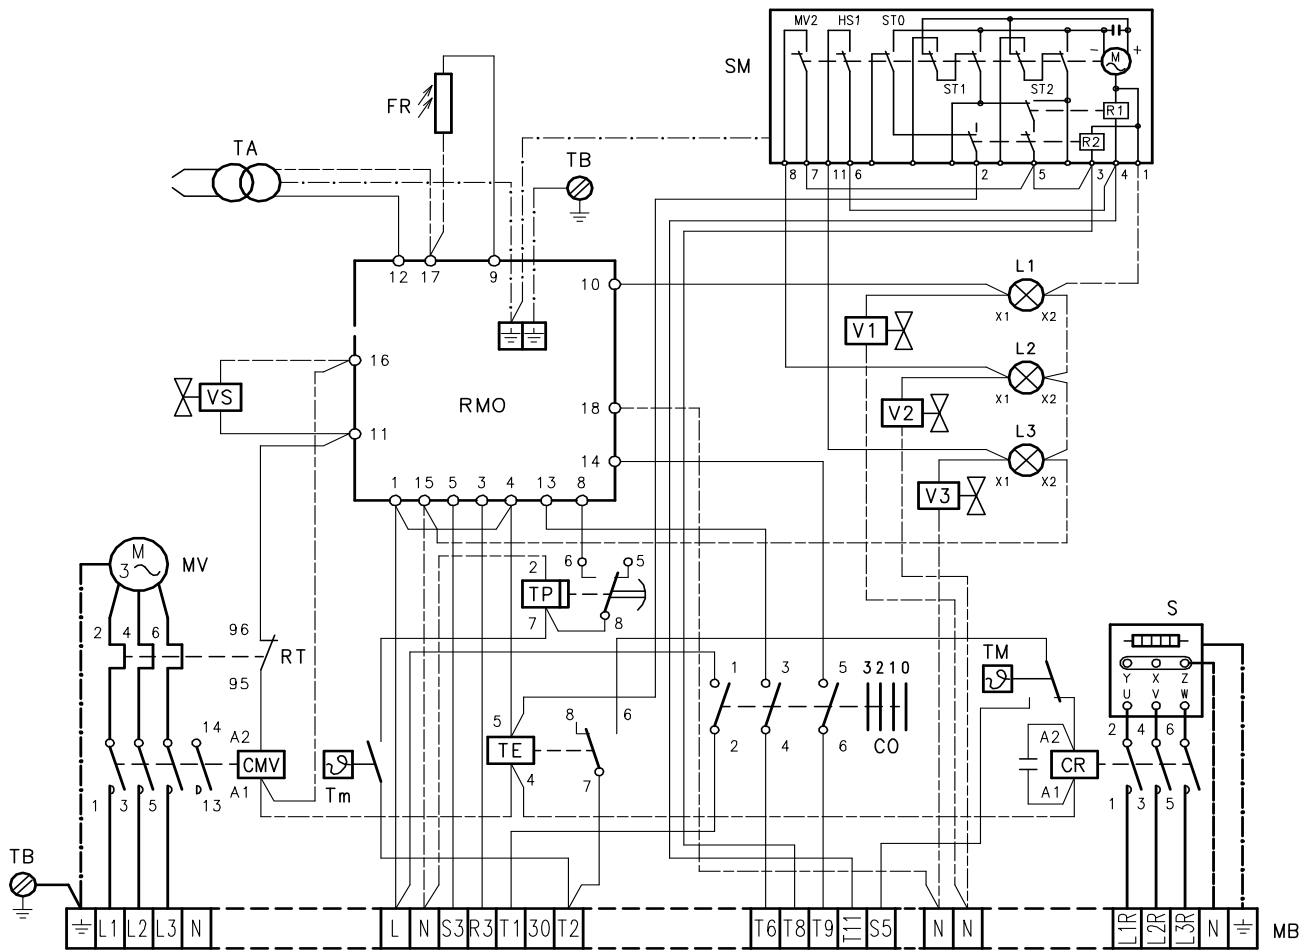 MV2 HS1 ST0
SM
- M +
ST1 ST2
R1
R2
8 7 11 6 2 5 3 4 1
FR
TA
TB
12 17 9
10
16
18
11
14
RMO
1 15 5 3 4 13 8
VS
L1
X1 X2
V1
L2
X1 X2
V2
L3
X1 X2
V3
M
3
MV
2 4 6
96
RT
95
14 A2
CMV
A1
1 3 5 13
Tm
2
TP
7
6 5
8
5
TE
4
8 6
7
1 3 5
3 2 1 0
2 4 6
CO
TM
S
Y X Z
U V W
2 4 6
A2
CR
A1
1 3 5
TB
L1 L2 L3 N
L N S3 R3 T1 30 T2
T6 T8 T9 T11 S5
N N
L1R L2R L3R N
MB